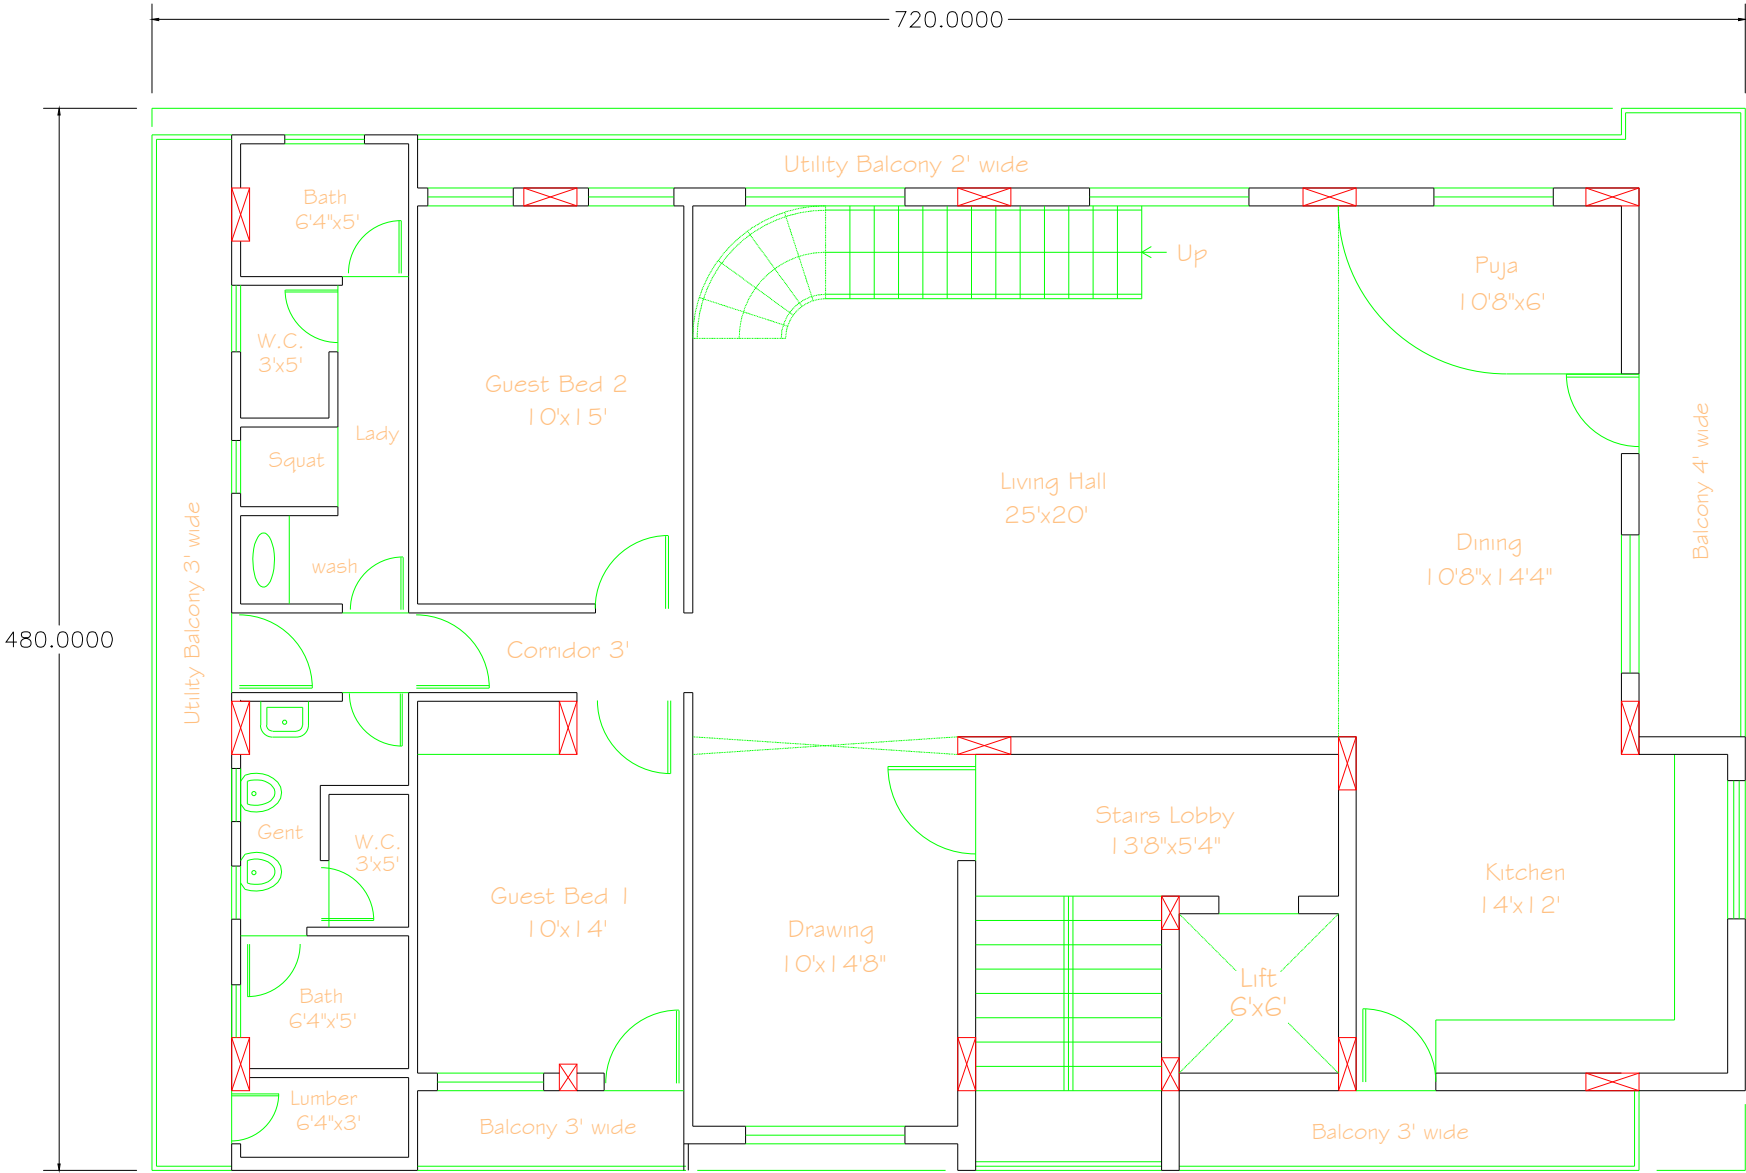 720.0000
Utility Balcony 2' wide
Bath
6'4"x5'
Up
Puja
10'8"x6'
W.C.
3'x5'
Guest Bed 2
10'x15'
Lady
Squat
Living Hall
25'x20'
Balcony 4' wide
Dining
10'8"x14'4"
wash
Utility Balcony 3' wide
480.0000
Corridor 3'
Stairs Lobby
13'8"x5'4"
Gent
W.C.
3'x5'
Kitchen
14'x12'
Guest Bed 1
10'x14'
Drawing
10'x14'8"
Lift
6'x6'
Bath
6'4"x'5'
Lumber
6'4"x3'
Balcony 3' wide
Balcony 3' wide